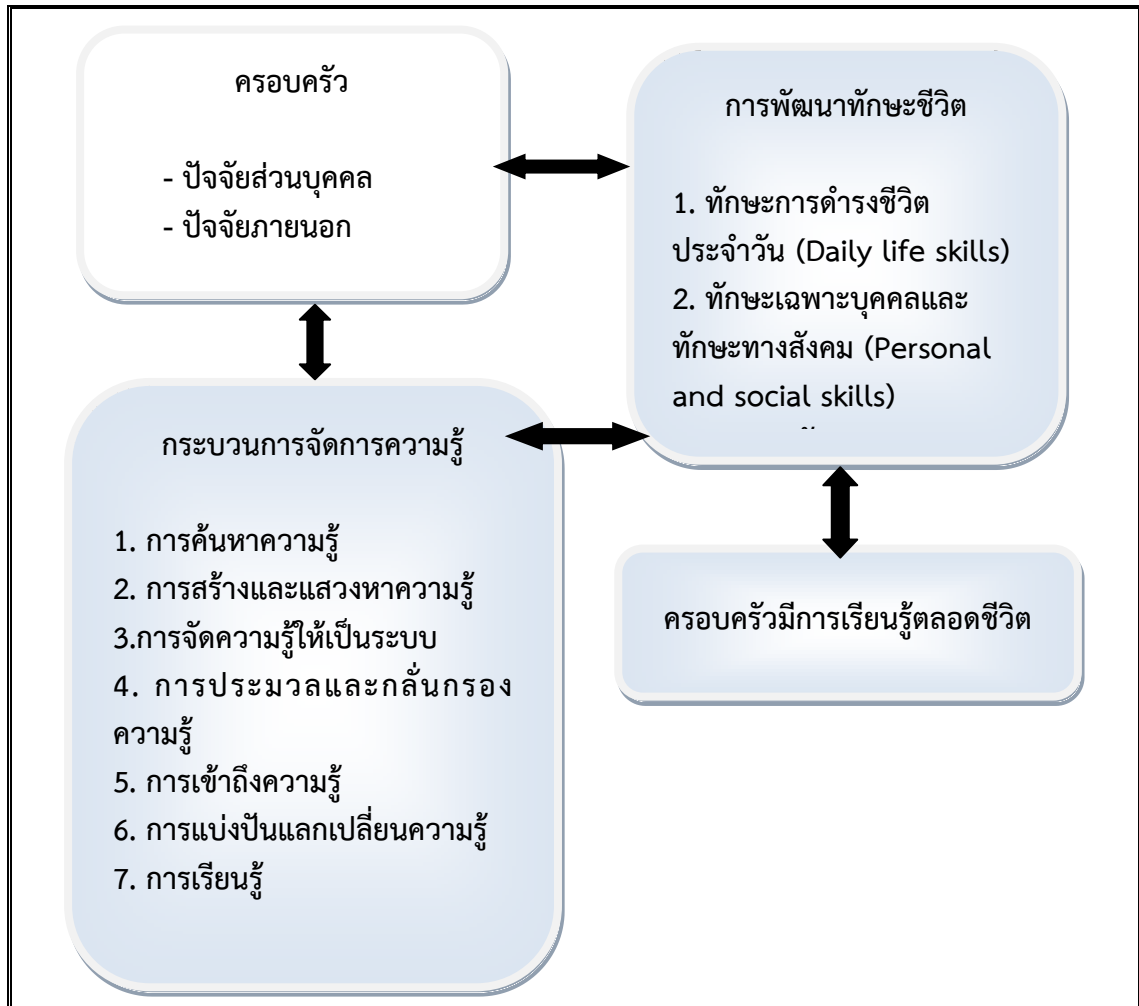 ครอบครัว
- ปัจจัยส่วนบุคคล
- ปัจจัยภายนอก
การพัฒนาทักษะชีวิต
1. ทักษะการดำรงชีวิต
ประจำวัน (Daily life skills)
2. ทักษะเฉพาะบุคคลและ
ทักษะทางสังคม (Personal
and social skills)
กระบวนการจัดการความรู้
1. การค้นหาความรู้
2. การสร้างและแสวงหาความรู้
3.การจัดความรู้ให้เป็นระบบ
4. การประมวลและกลั่นกรอง
ความรู้
5. การเข้าถึงความรู้
6. การแบ่งปันแลกเปลี่ยนความรู้
7. การเรียนรู้
ครอบครัวมีการเรียนรู้ตลอดชีวิต